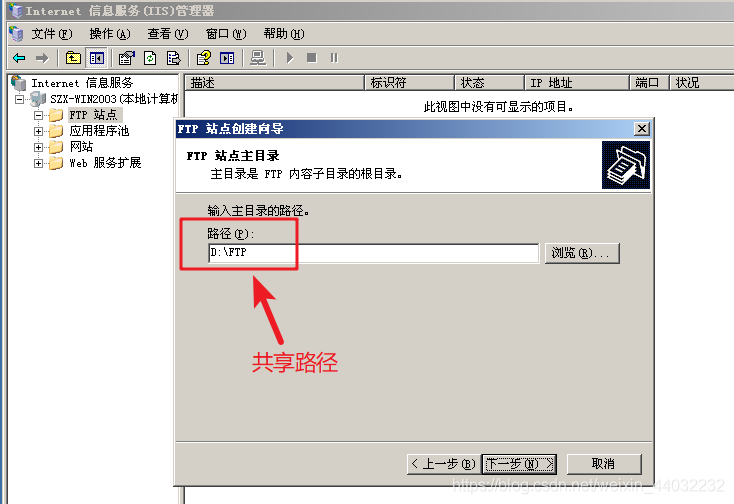 Internet 信息服务(IIS)管理器
文件(F) 操作(A) 查看(V) 窗口(W) 帮助(H)
Internet 信息服务
SZX-WIN2003(本地计算机
FTP 站点
应用程序池
网站
Web 服务扩展
描述 标识符 状态 IP 地址 端口 状况
此视图中没有可显示的项目。
FTP 站点创建向导
FTP 站点主目录
主目录是 FTP 内容子目录的根目录。
输入主目录的路径。
路径(P):
D:\FTP
浏览(R)...
共享路径
< 上一步(B) 下一步(N) > 取消
https://blog.csdn.net/weixin_44032232